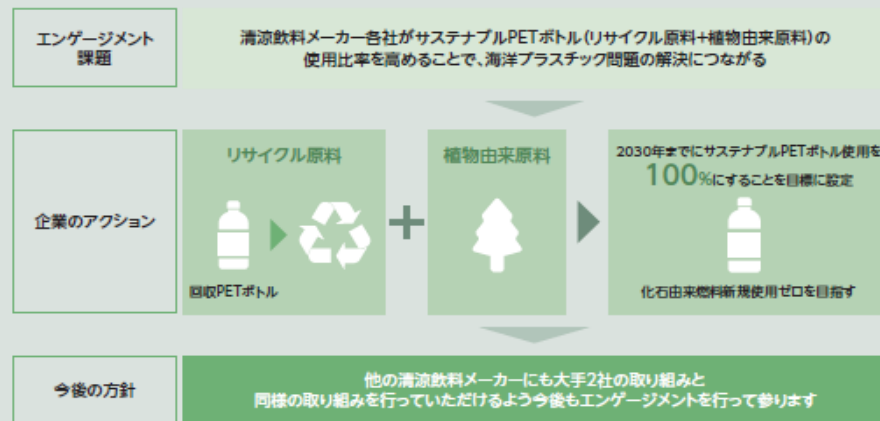 エンゲージメント
課題
清涼飲料メーカー各社がサステナブルPETボトル(リサイクル原料+植物由来原料)の
使用比率を高めることで、海洋プラスチック問題の解決につながる
企業のアクション
リサイクル原料
回収PETボトル
+
植物由来原料
2030年までにサステナブルPETボトル使用を
100%にすることを目標に設定
化石由来燃料新規使用ゼロを目指す
今後の方針
他の清涼飲料メーカーにも大手2社の取り組みと
同様の取り組みを行っていただけるよう今後もエンゲージメントを行って参ります